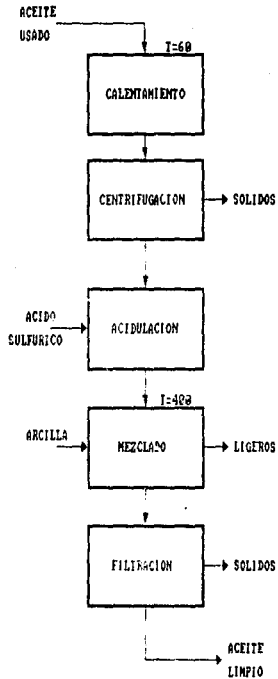 ACEITE
USADO
T=60
CALENTAMIENTO
CENTRIFUGACION
SOLIDOS
ACIDO
SULFURICO
ACIDULACION
T=400
ARCILLA
MEZCLADO
LIGEROS
FILTRACION
SOLIDOS
ACEITE
LIMPIO